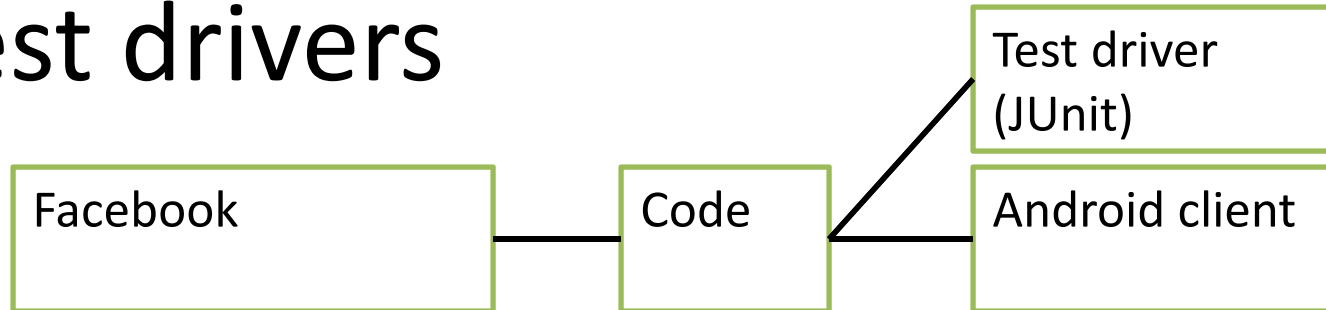 est drivers
Test driver
(JUnit)
Facebook
Code
Android client